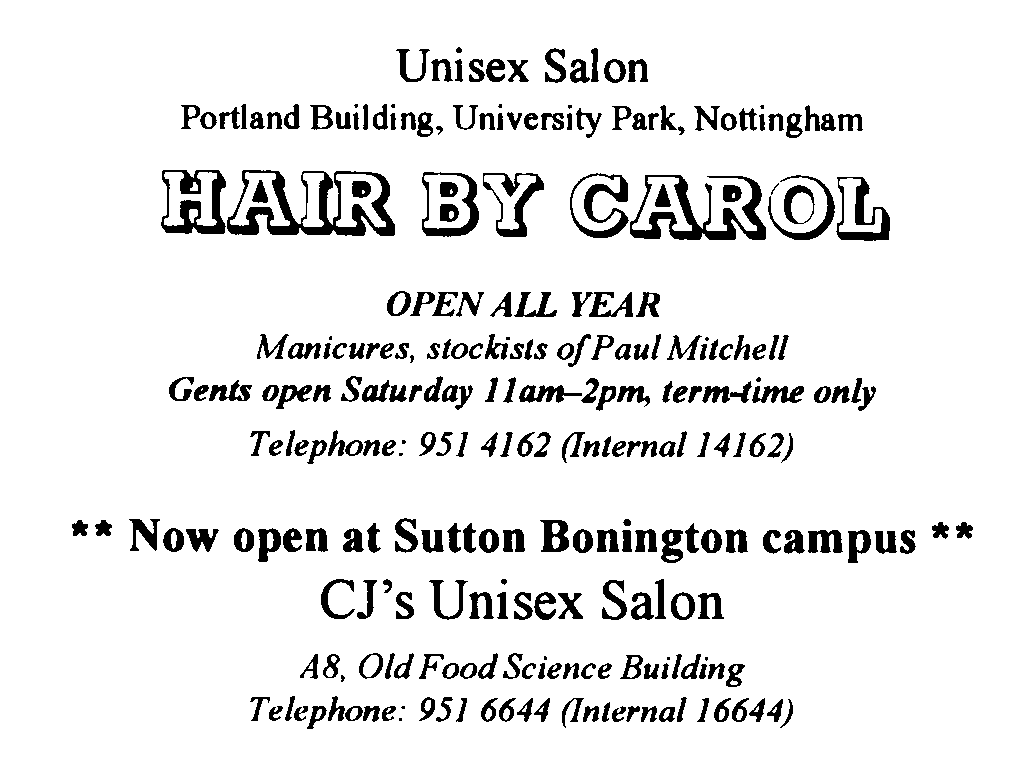 Unisex Salon
Portland Building, University Park, Nottingham
HAIR BY CAROL
OPEN ALL YEAR
Manicures, stockists of Paul Mitchell
Gents open Saturday 11am–2pm, term-time only
Telephone: 951 4162 (Internal 14162)
** Now open at Sutton Bonington campus **
CJ's Unisex Salon
A8, Old Food Science Building
Telephone: 951 6644 (Internal 16644)